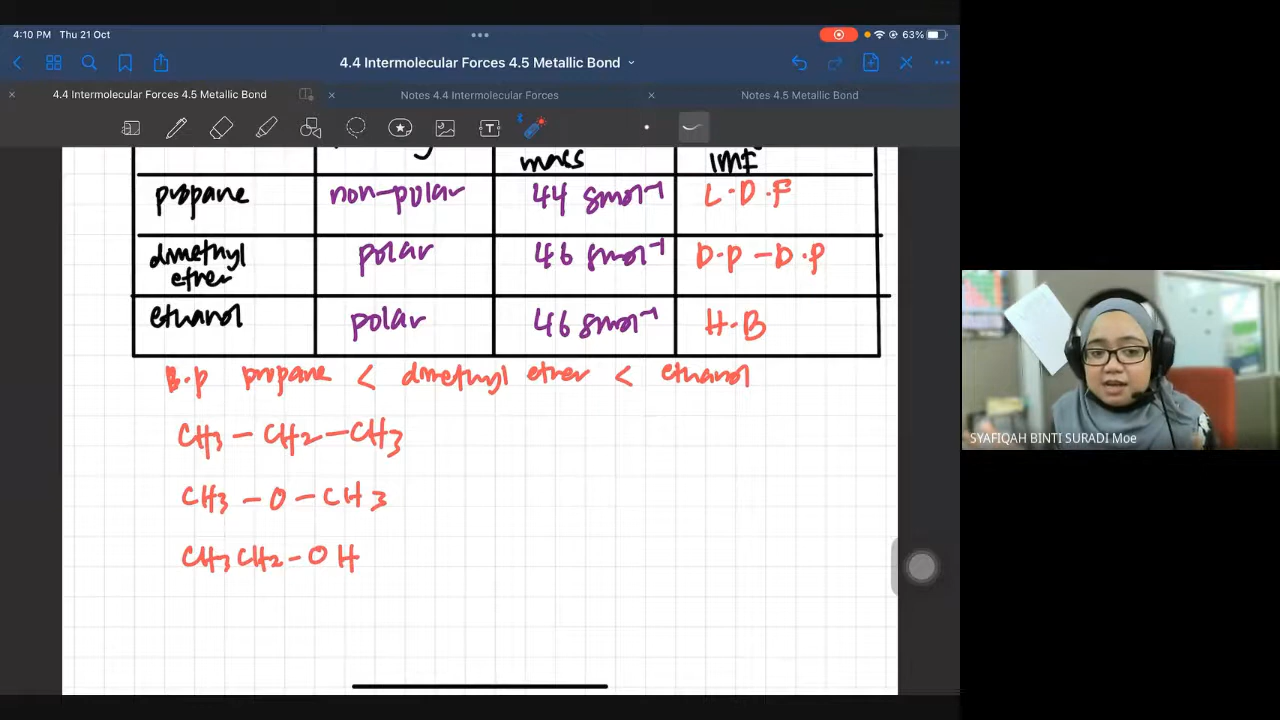 4:10 PM Thu 21 Oct
63%
4.4 Intermolecular Forces 4.5 Metallic Bond
4.4 Intermolecular Forces 4.5 Metallic Bond
Notes 4.4 Intermolecular Forces
Notes 4.5 Metallic Bond
mass
IMF
propane non-polar 44 gmol⁻¹ L.D.F
dimethyl ether polar 46 gmol⁻¹ D.P - D.P
ethanol polar 46 gmol⁻¹ H-B
B.p propane < dimethyl ether < ethanol
CH3 - CH2 - CH3
CH3 - O - CH3
CH3CH2 - OH
SYAFIQAH BINTI SURADI Moe